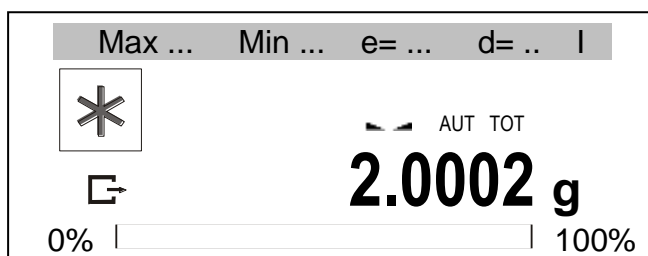 Max ... Min ... e= ... d= .. I
AUT TOT
2.0002 g
0% 100%